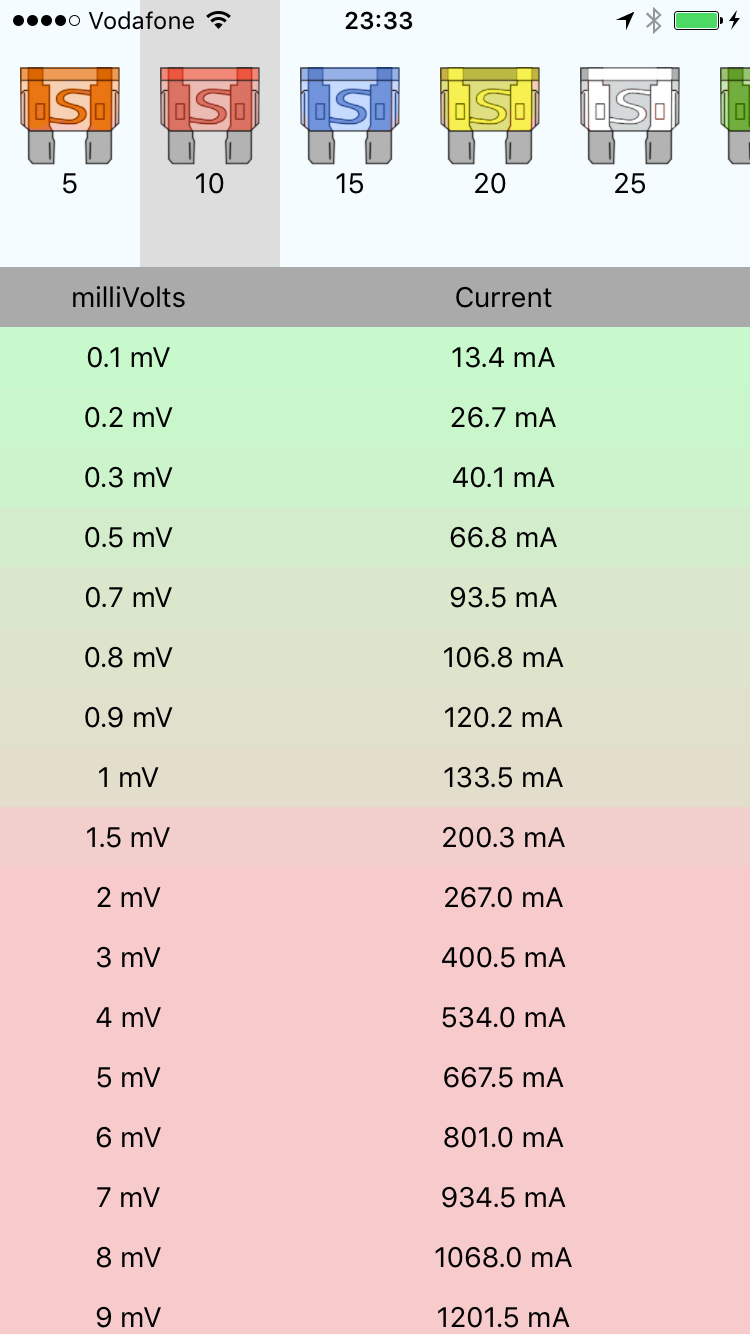 Vodafone 23:33
5 10 15 20 25
milliVolts Current
0.1 mV 13.4 mA
0.2 mV 26.7 mA
0.3 mV 40.1 mA
0.5 mV 66.8 mA
0.7 mV 93.5 mA
0.8 mV 106.8 mA
0.9 mV 120.2 mA
1 mV 133.5 mA
1.5 mV 200.3 mA
2 mV 267.0 mA
3 mV 400.5 mA
4 mV 534.0 mA
5 mV 667.5 mA
6 mV 801.0 mA
7 mV 934.5 mA
8 mV 1068.0 mA
9 mV 1201.5 mA